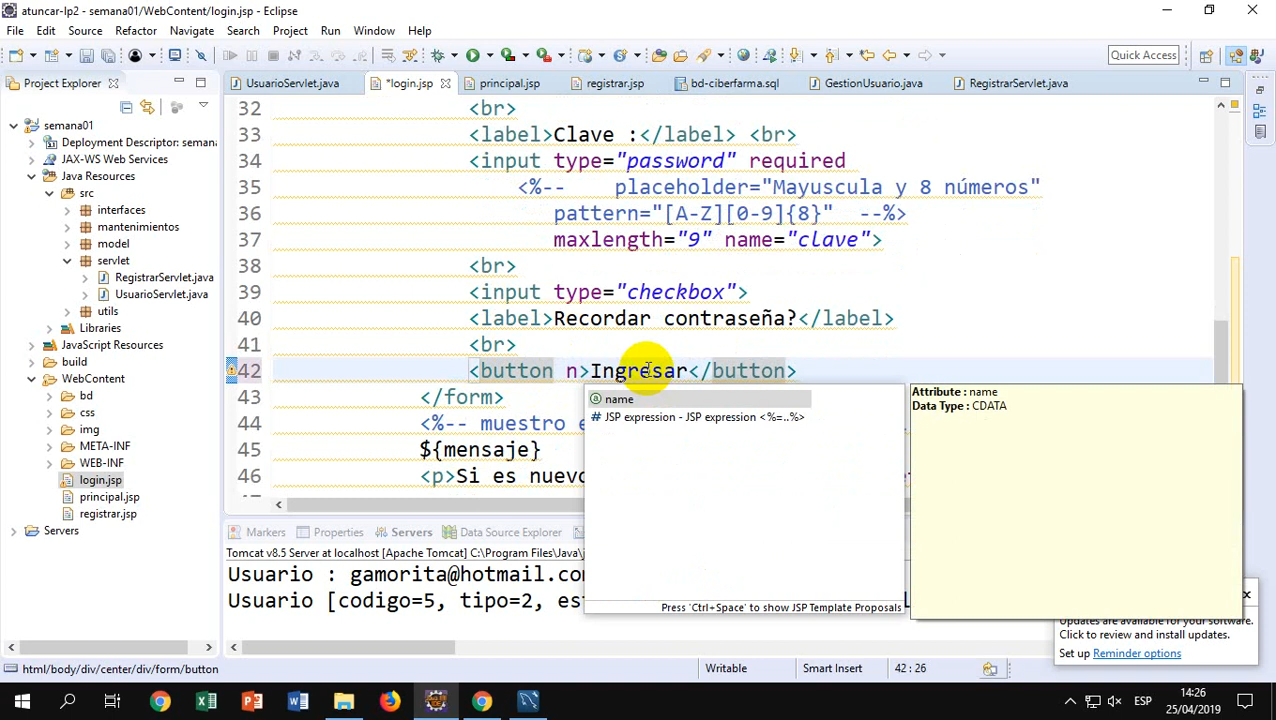 atuncar-lp2 - semana01/WebContent/login.jsp - Eclipse
File Edit Source Refactor Navigate Search Project Run Window Help
Quick Access
Project Explorer
UsuarioServlet.java *login.jsp principal.jsp registrar.jsp bd-ciberfarma.sql GestionUsuario.java RegistrarServlet.java
semana01
Deployment Descriptor: semana
JAX-WS Web Services
Java Resources
src
interfaces
mantenimientos
model
servlet
RegistrarServlet.java
UsuarioServlet.java
utils
Libraries
JavaScript Resources
build
WebContent
bd
css
img
META-INF
WEB-INF
login.jsp
principal.jsp
registrar.jsp
Servers
32 <br>
33 <label>Clave :</label> <br>
34 <input type="password" required
35 <%-- placeholder="Mayuscula y 8 números"
36 pattern="[A-Z][0-9]{8}" --%>
37 maxlength="9" name="clave">
38 <br>
39 <input type="checkbox">
40 <label>Recordar contraseña?</label>
41 <br>
42 <button n>Ingresar</button>
43 </form>
44 <%-- muestro e
45 ${mensaje}
46 <p>Si es nuevo
name
JSP expression - JSP expression <%=..%>
Press 'Ctrl+Space' to show JSP Template Proposals
Attribute : name
Data Type : CDATA
Markers Properties Servers Data Source Explorer
Tomcat v8.5 Server at localhost [Apache Tomcat] C:\Program Files\Java\j
Usuario : gamorita@hotmail.com
Usuario [codigo=5, tipo=2, es
Updates are available for your software.
Click to review and install updates.
Set up Reminder options
html/body/div/center/div/form/button Writable Smart Insert 42 : 26
ESP
14:26
25/04/2019